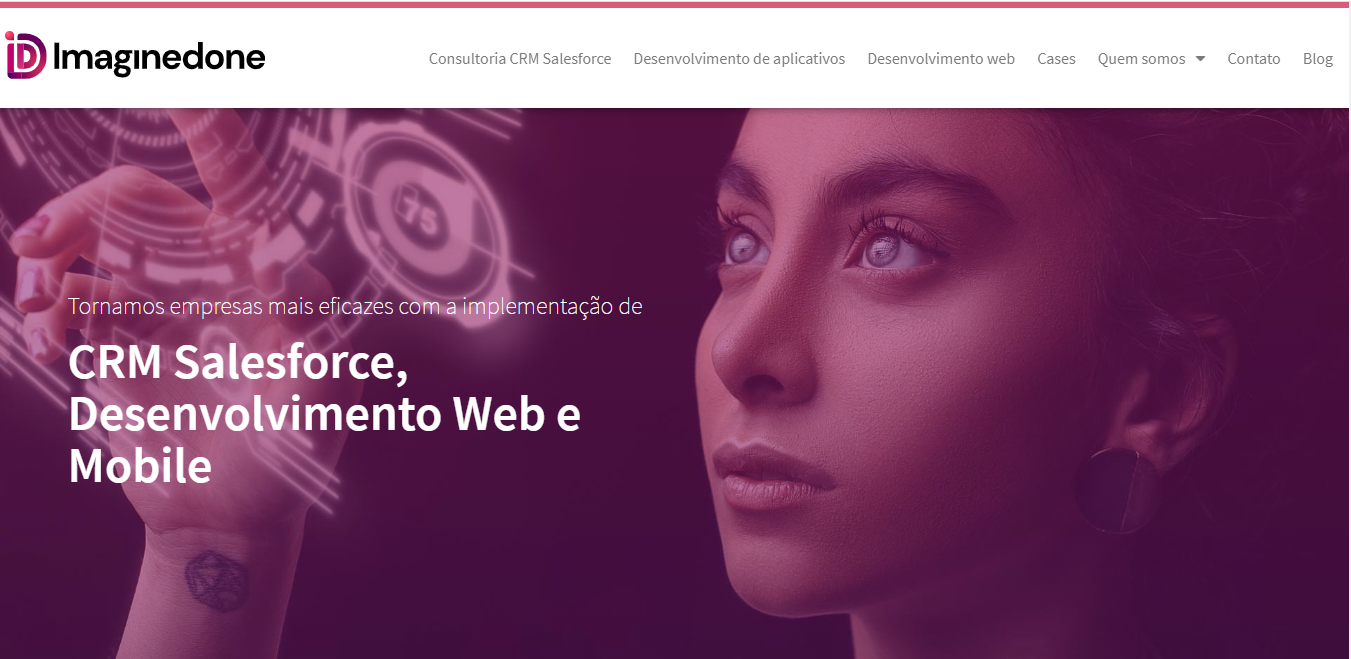 Imaginedone
Consultoria CRM Salesforce Desenvolvimento de aplicativos Desenvolvimento web Cases Quem somos Contato Blog
75
Tornamos empresas mais eficazes com a implementação de
CRM Salesforce,
Desenvolvimento Web e
Mobile